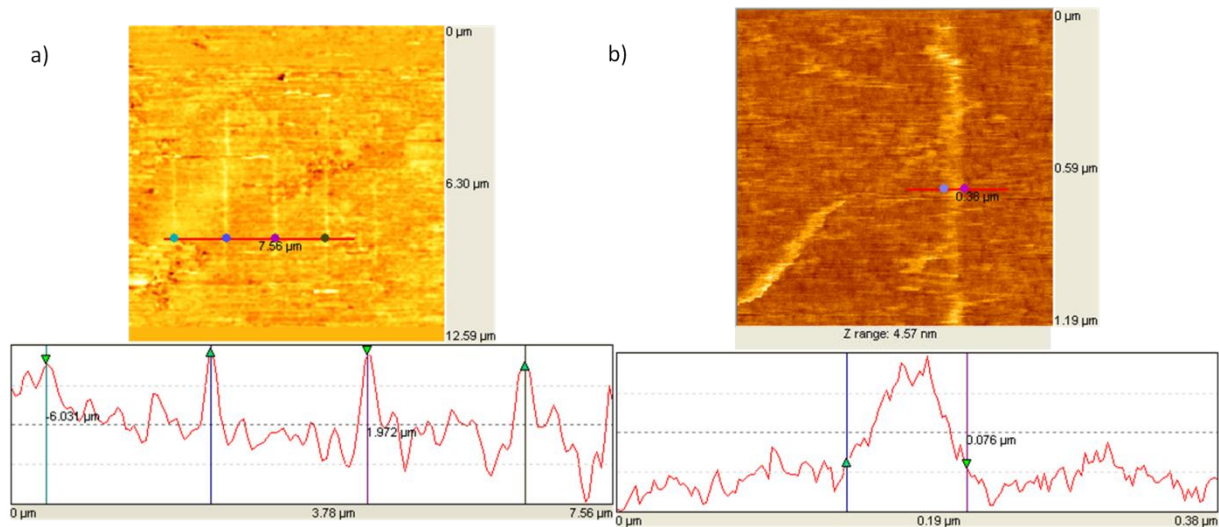 a)
0 µm
6.30 µm
12.59 µm
7.56 µm
-6.031 µm
1.972 µm
0 µm
3.78 µm
7.56 µm
b)
0 µm
0.59 µm
1.19 µm
0.38 µm
Z range: 4.57 nm
0.076 µm
0 µm
0.19 µm
0.38 µm